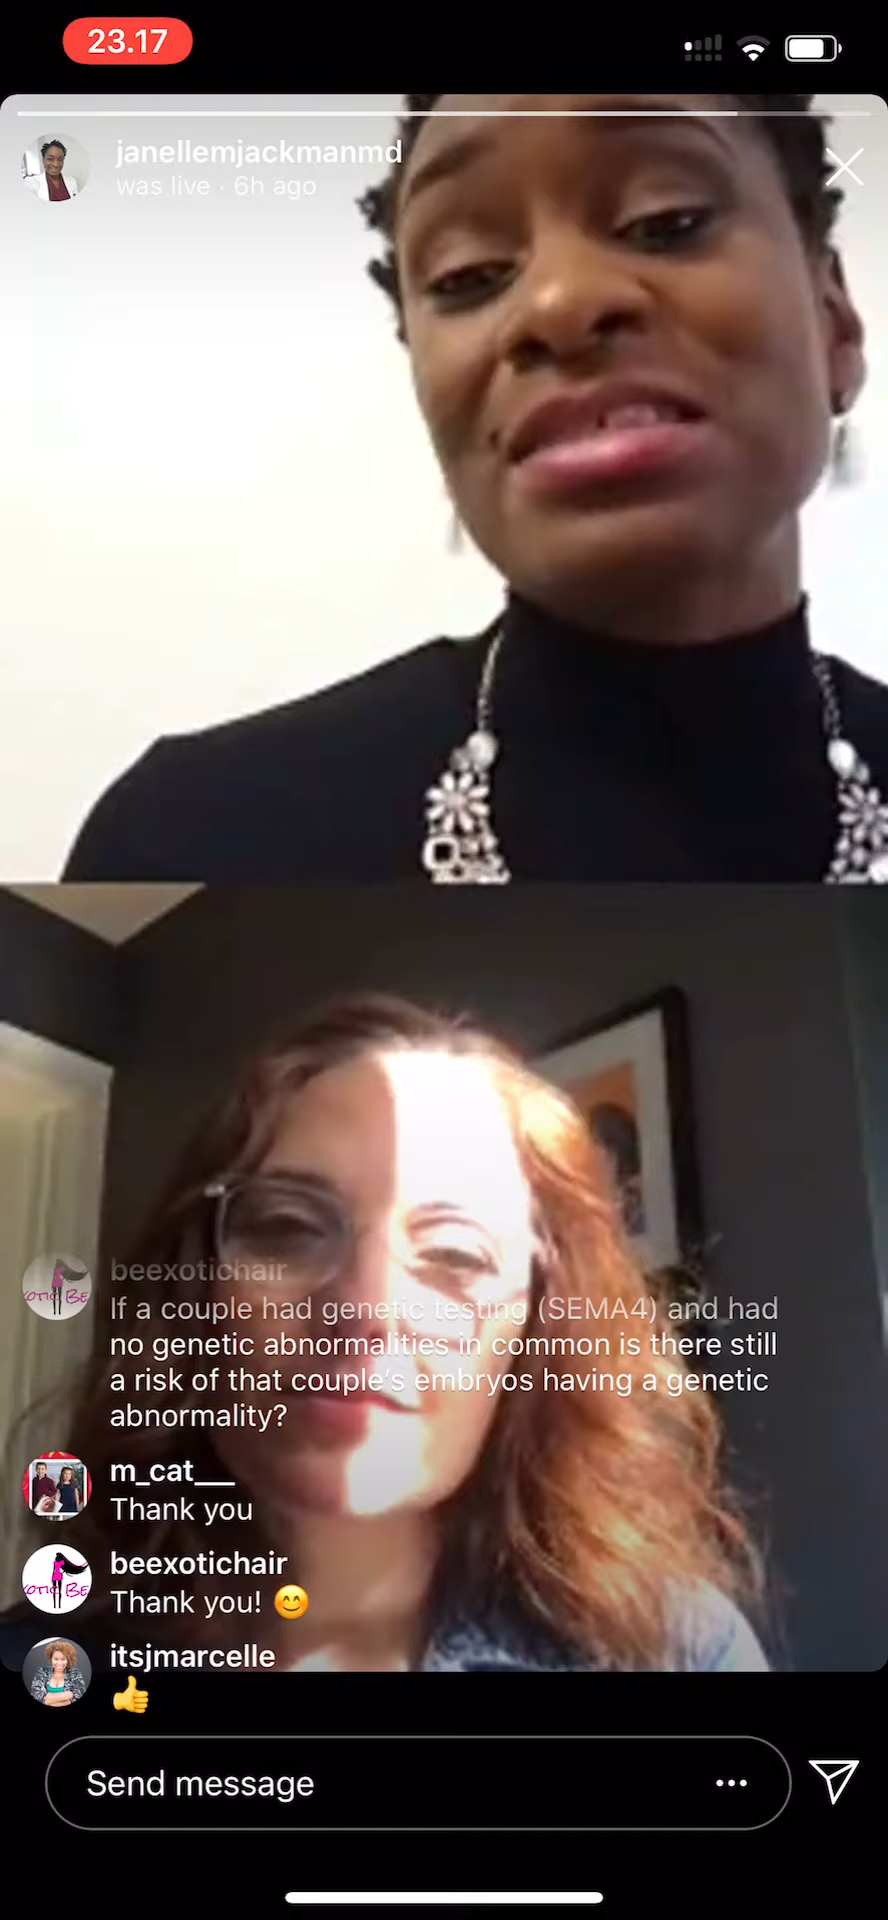 23.17
janellemjackmanmd
was live · 6h ago
beexotichair
If a couple had genetic testing (SEMA4) and had
no genetic abnormalities in common is there still
a risk of that couple's embryos having a genetic
abnormality?
m_cat___
Thank you
beexotichair
Thank you! 😊
itsjmarcelle
👍
Send message